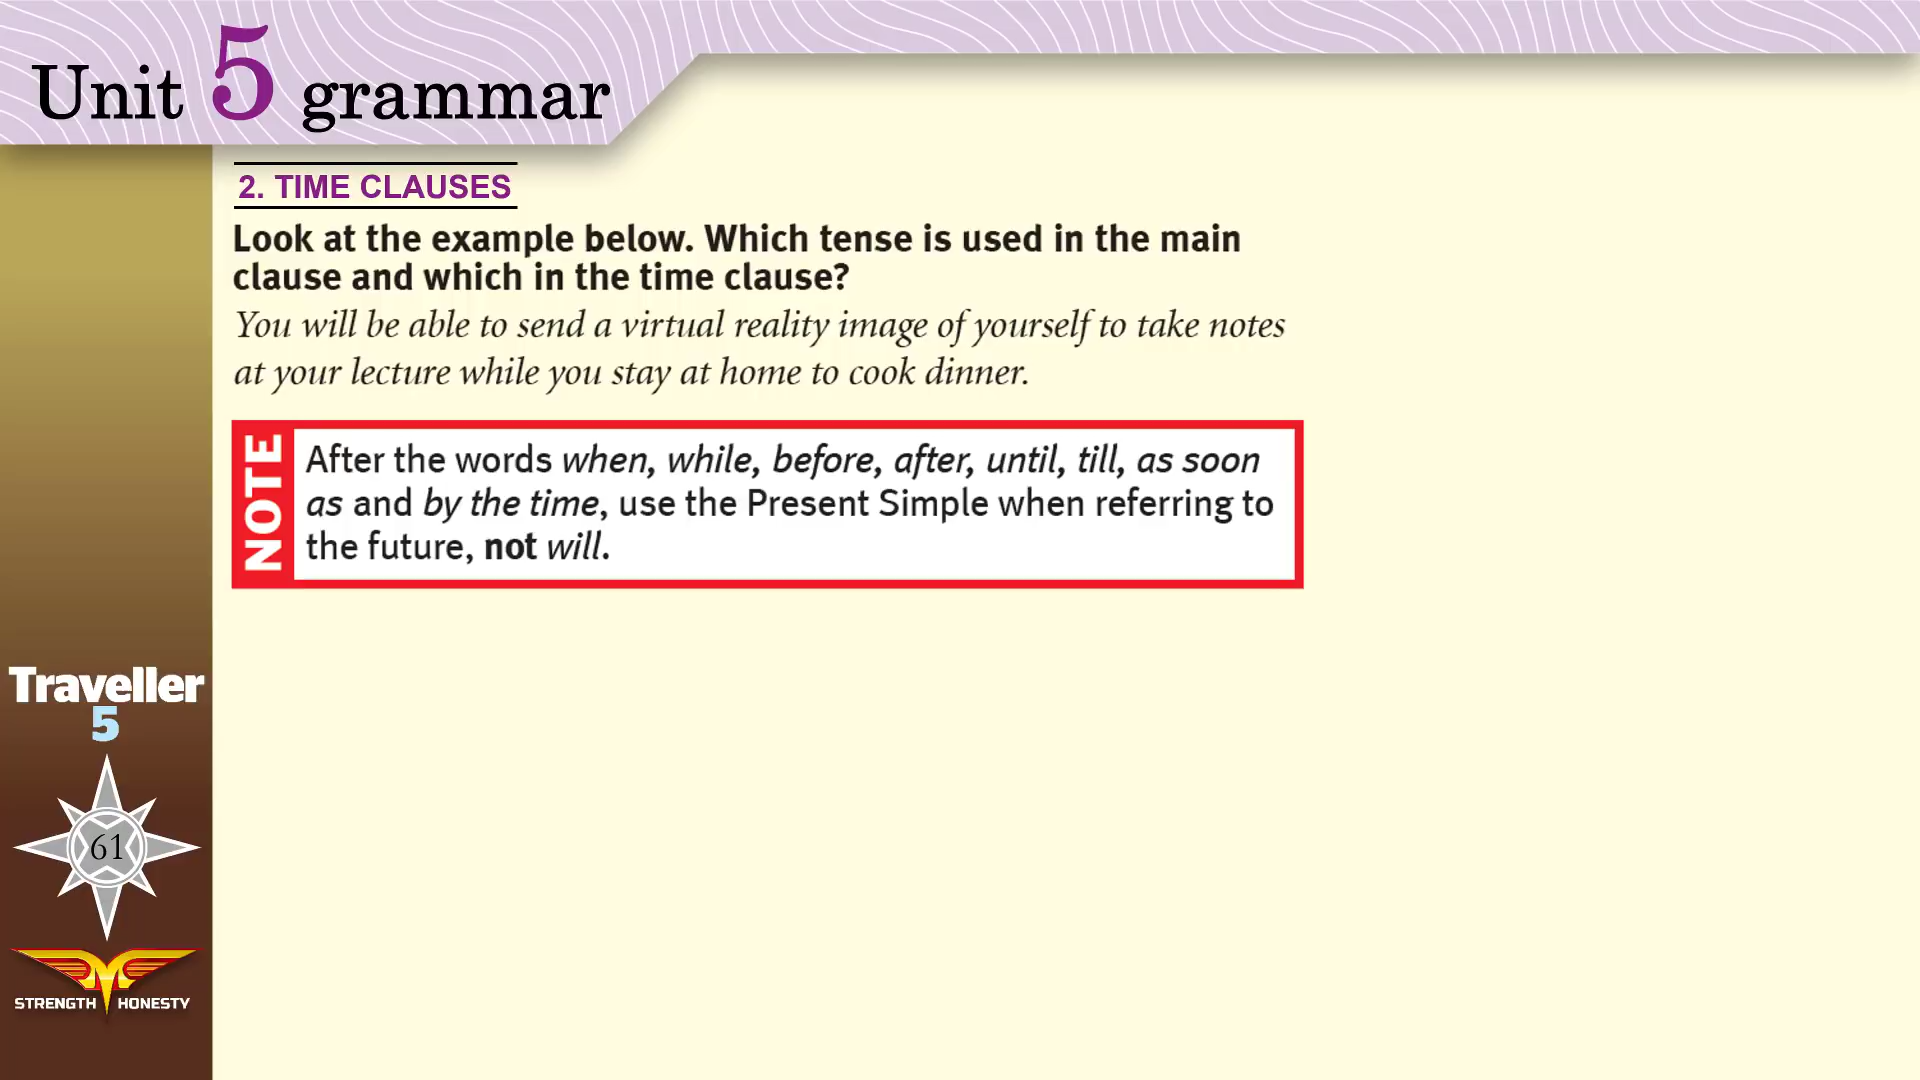 Unit 5 grammar
2. TIME CLAUSES
Look at the example below. Which tense is used in the main
clause and which in the time clause?
You will be able to send a virtual reality image of yourself to take notes
at your lecture while you stay at home to cook dinner.
NOTE
After the words when, while, before, after, until, till, as soon
as and by the time, use the Present Simple when referring to
the future, not will.
Traveller
5
61
STRENGTH HONESTY